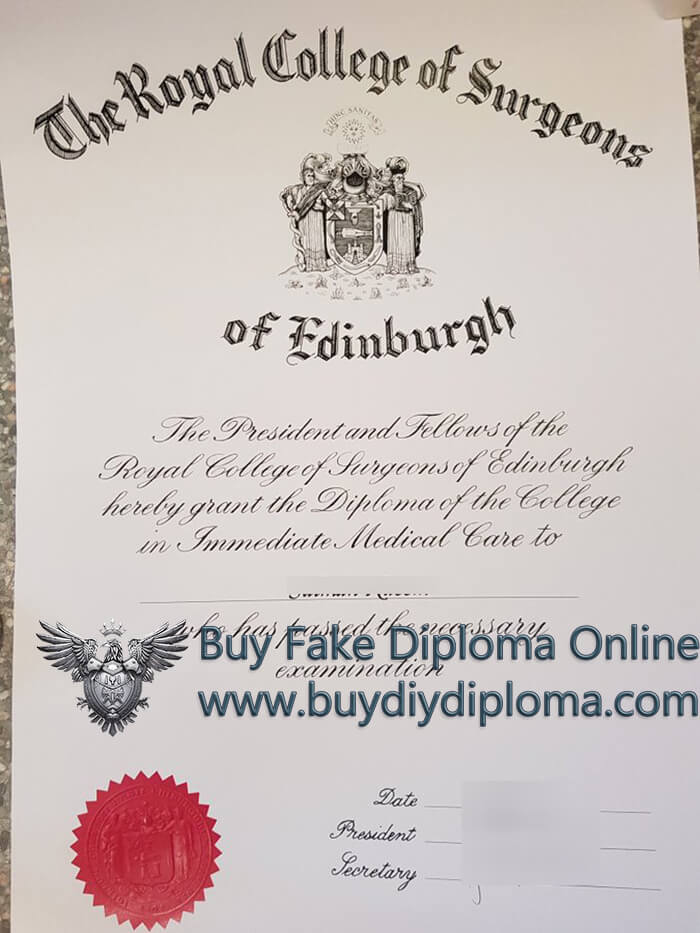 The Royal College of Surgeons
HINC SANITAS
of Edinburgh
The President and Fellows of the
Royal College of Surgeons of Edinburgh
hereby grant the Diploma of the College
in Immediate Medical Care to
who has passed the necessary
examination
Buy Fake Diploma Online
www.buydiydiploma.com
Date
President
Secretary